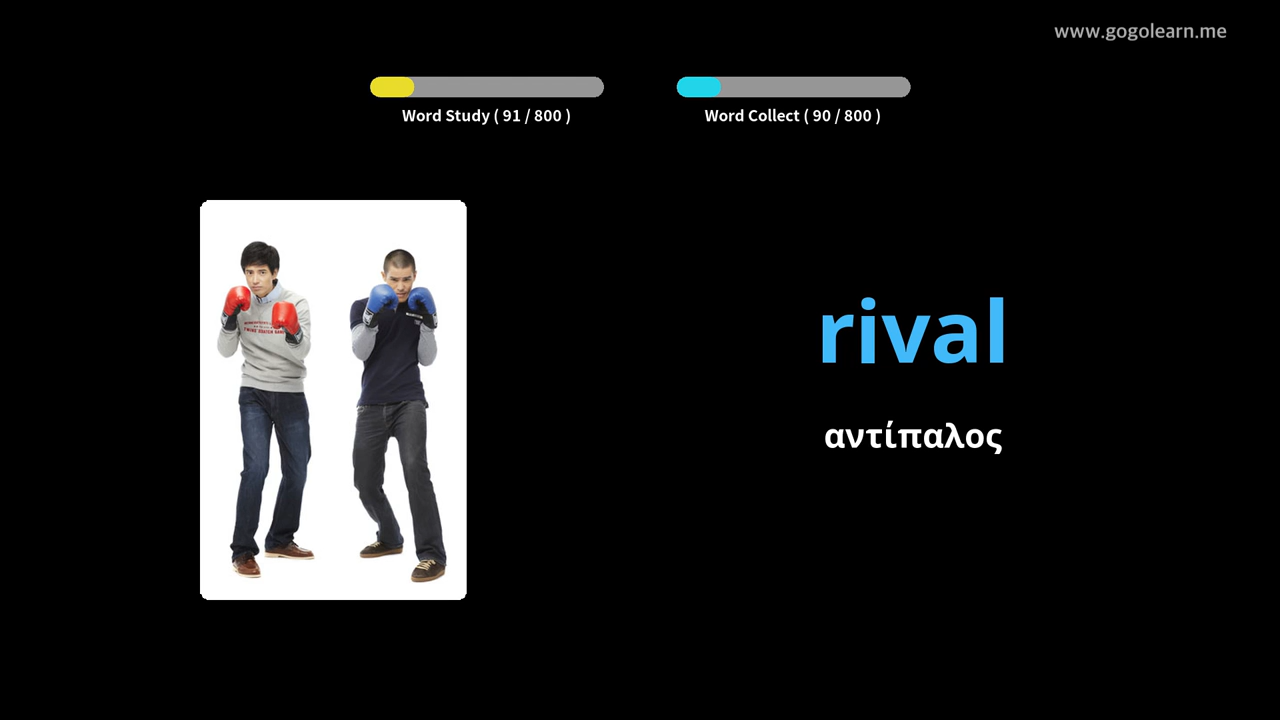 www.gogolearn.me
Word Study ( 91 / 800 )
Word Collect ( 90 / 800 )
rival
αντίπαλος